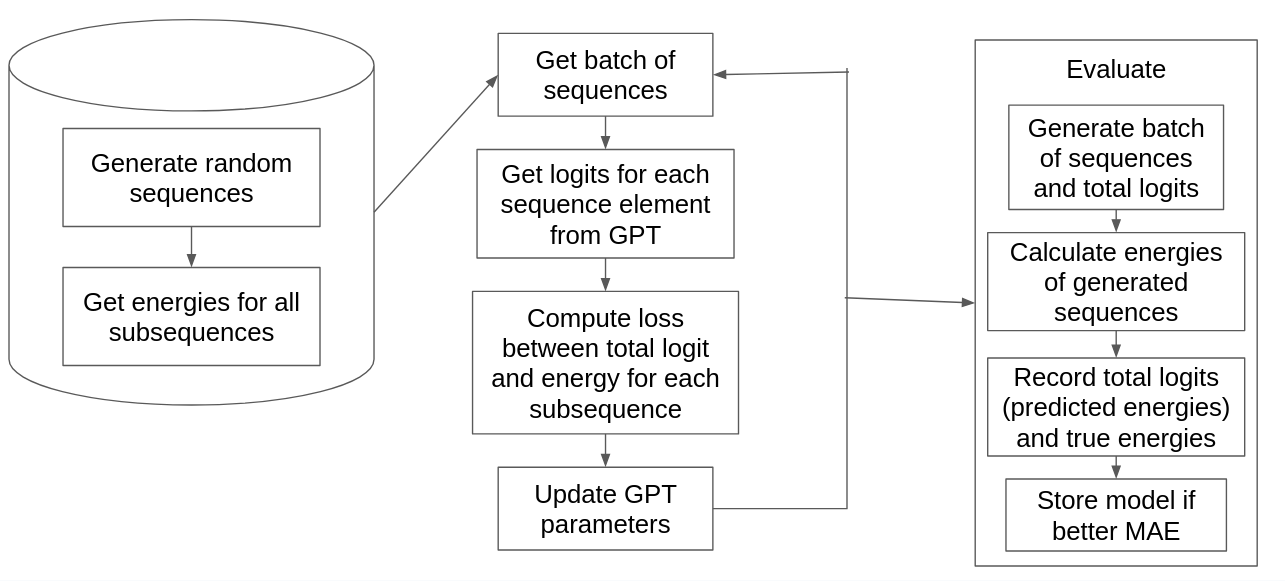 Generate random
sequences
Get energies for all
subsequences
Get batch of
sequences
Get logits for each
sequence element
from GPT
Compute loss
between total logit
and energy for each
subsequence
Update GPT
parameters
Evaluate
Generate batch
of sequences
and total logits
Calculate energies
of generated
sequences
Record total logits
(predicted energies)
and true energies
Store model if
better MAE